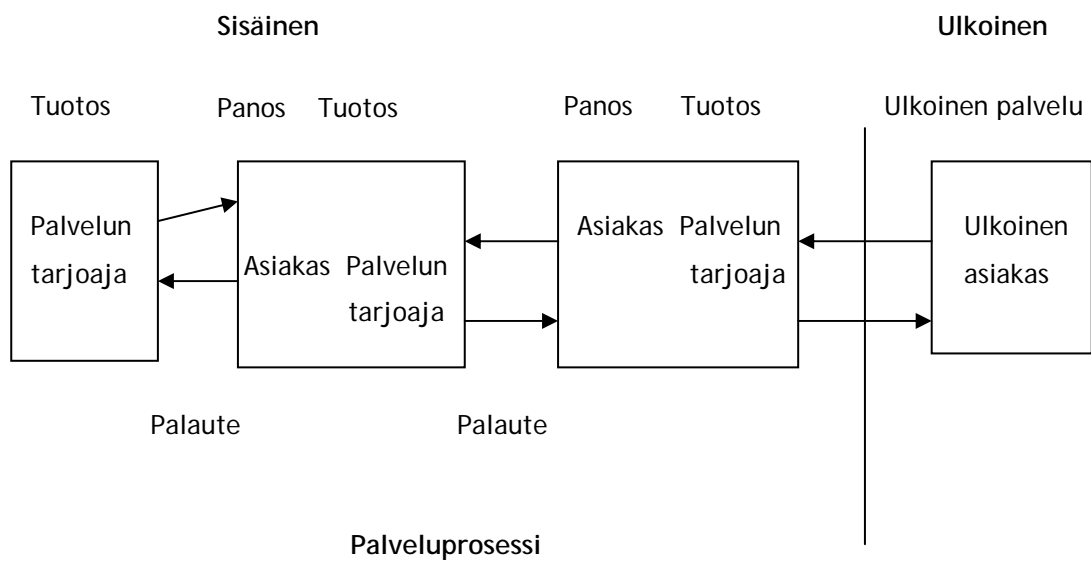 Sisäinen Ulkoinen
Tuotos Panos Tuotos Panos Tuotos Ulkoinen palvelu
Palvelun
tarjoaja
Asiakas Palvelun
tarjoaja
Asiakas Palvelun
tarjoaja
Ulkoinen
asiakas
Palaute Palaute
Palveluprosessi